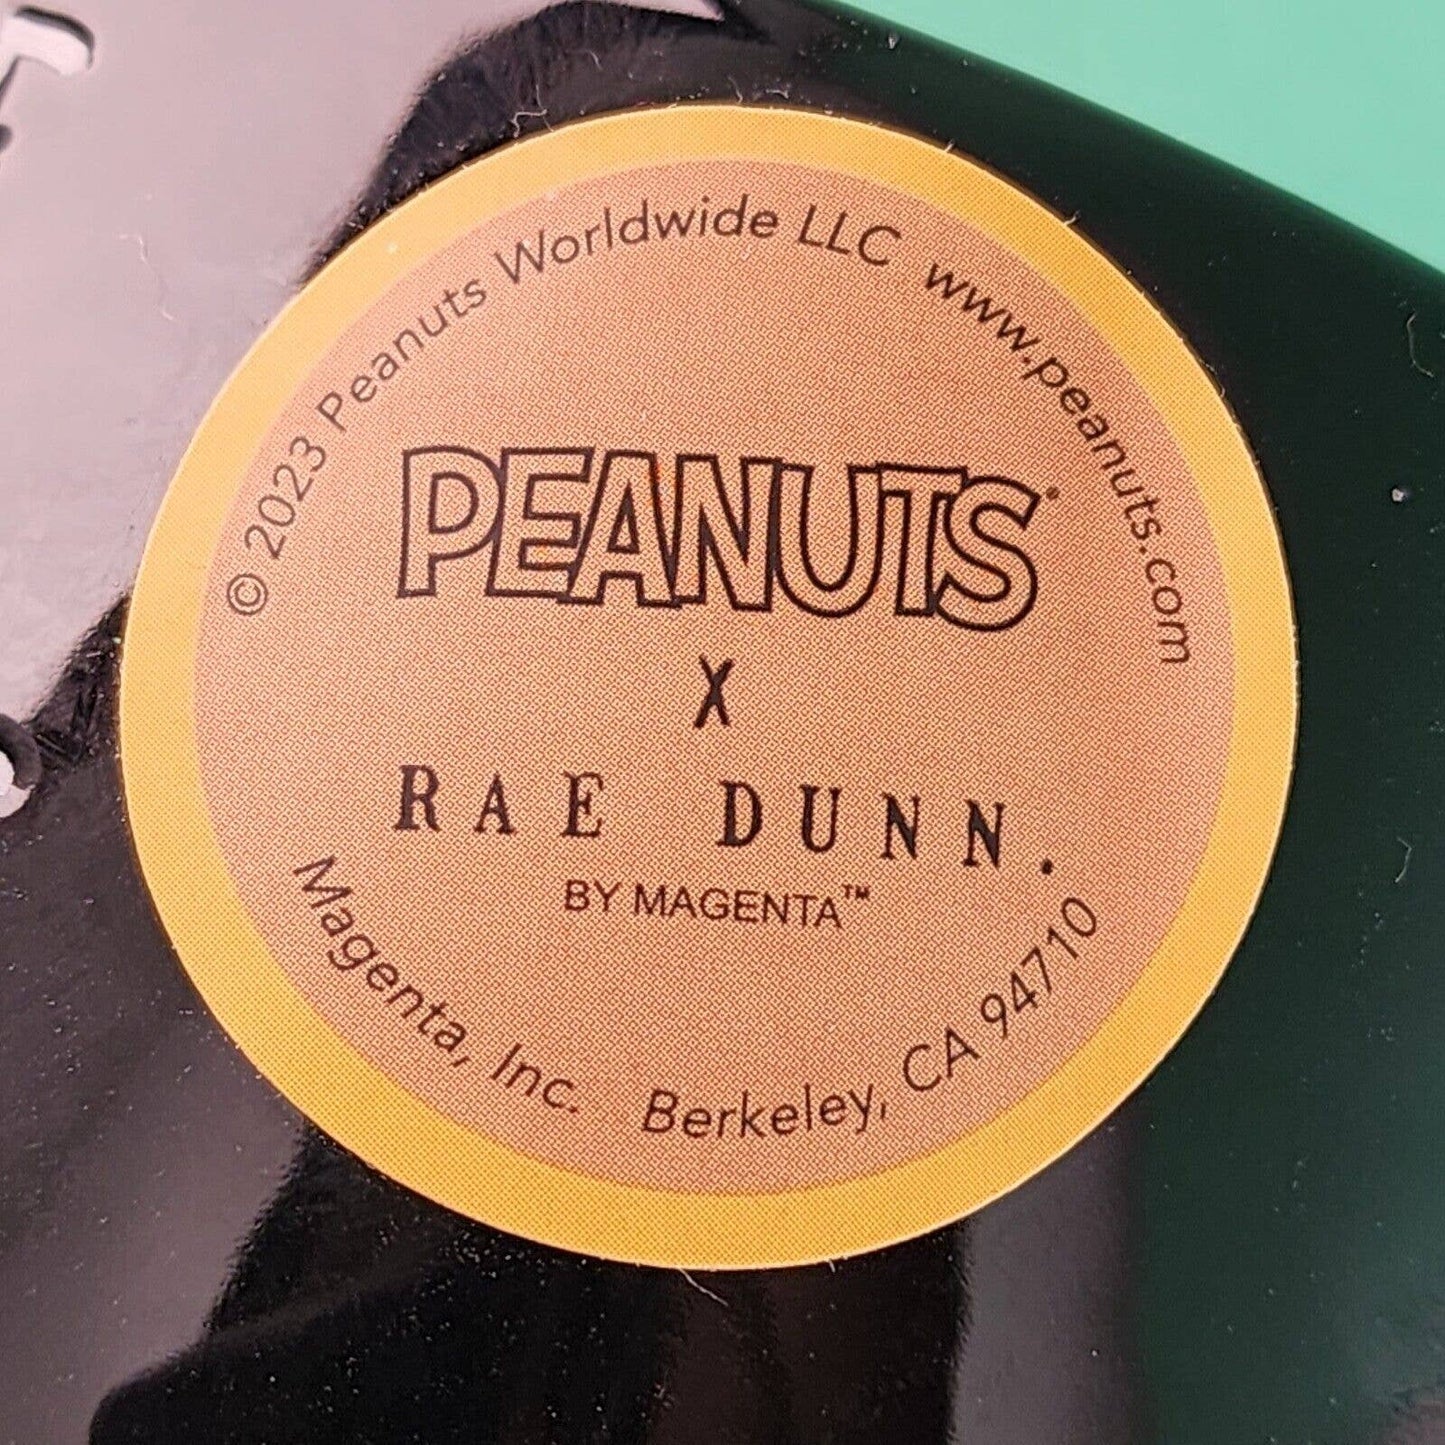 © 2023 Peanuts Worldwide LLC www.peanuts.com
PEANUTS®
X
RAE DUNN.
BY MAGENTA™
Magenta, Inc. Berkeley, CA 94710